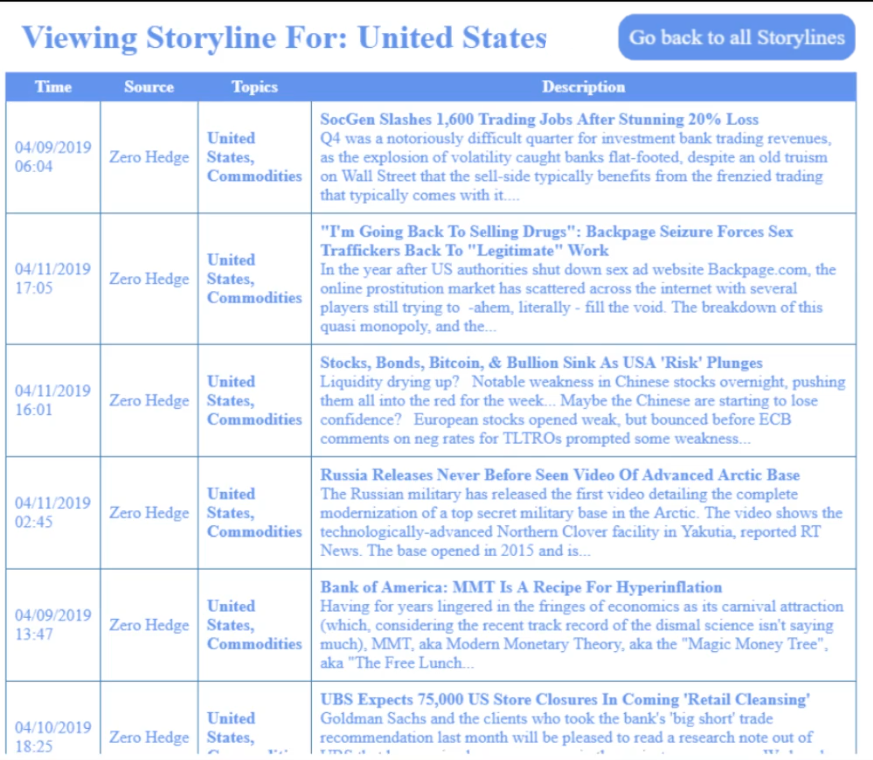 Viewing Storyline For: United States
Go back to all Storylines
Time Source Topics Description
04/09/2019
06:04
Zero Hedge
United
States,
Commodities
SocGen Slashes 1,600 Trading Jobs After Stunning 20% Loss
Q4 was a notoriously difficult quarter for investment bank trading revenues,
as the explosion of volatility caught banks flat-footed, despite an old truism
on Wall Street that the sell-side typically benefits from the frenzied trading
that typically comes with it....
04/11/2019
17:05
Zero Hedge
United
States,
Commodities
"I'm Going Back To Selling Drugs": Backpage Seizure Forces Sex
Traffickers Back To "Legitimate" Work
In the year after US authorities shut down sex ad website Backpage.com, the
online prostitution market has scattered across the internet with several
players still trying to -ahem, literally - fill the void. The breakdown of this
quasi monopoly, and the...
04/11/2019
16:01
Zero Hedge
United
States,
Commodities
Stocks, Bonds, Bitcoin, & Bullion Sink As USA 'Risk' Plunges
Liquidity drying up? Notable weakness in Chinese stocks overnight, pushing
them all into the red for the week... Maybe the Chinese are starting to lose
confidence? European stocks opened weak, but bounced before ECB
comments on neg rates for TLTROs prompted some weakness...
04/11/2019
02:45
Zero Hedge
United
States,
Commodities
Russia Releases Never Before Seen Video Of Advanced Arctic Base
The Russian military has released the first video detailing the complete
modernization of a top secret military base in the Arctic. The video shows the
technologically-advanced Northern Clover facility in Yakutia, reported RT
News. The base opened in 2015 and is...
04/09/2019
13:47
Zero Hedge
United
States,
Commodities
Bank of America: MMT Is A Recipe For Hyperinflation
Having for years lingered in the fringes of economics as its carnival attraction
(which, considering the recent track record of the dismal science isn't saying
much), MMT, aka Modern Monetary Theory, aka the "Magic Money Tree",
aka "The Free Lunch...
04/10/2019
18:25
Zero Hedge
United
States,
UBS Expects 75,000 US Store Closures In Coming 'Retail Cleansing'
Goldman Sachs and the clients who took the bank's 'big short' trade
recommendation last month will be pleased to read a research note out of